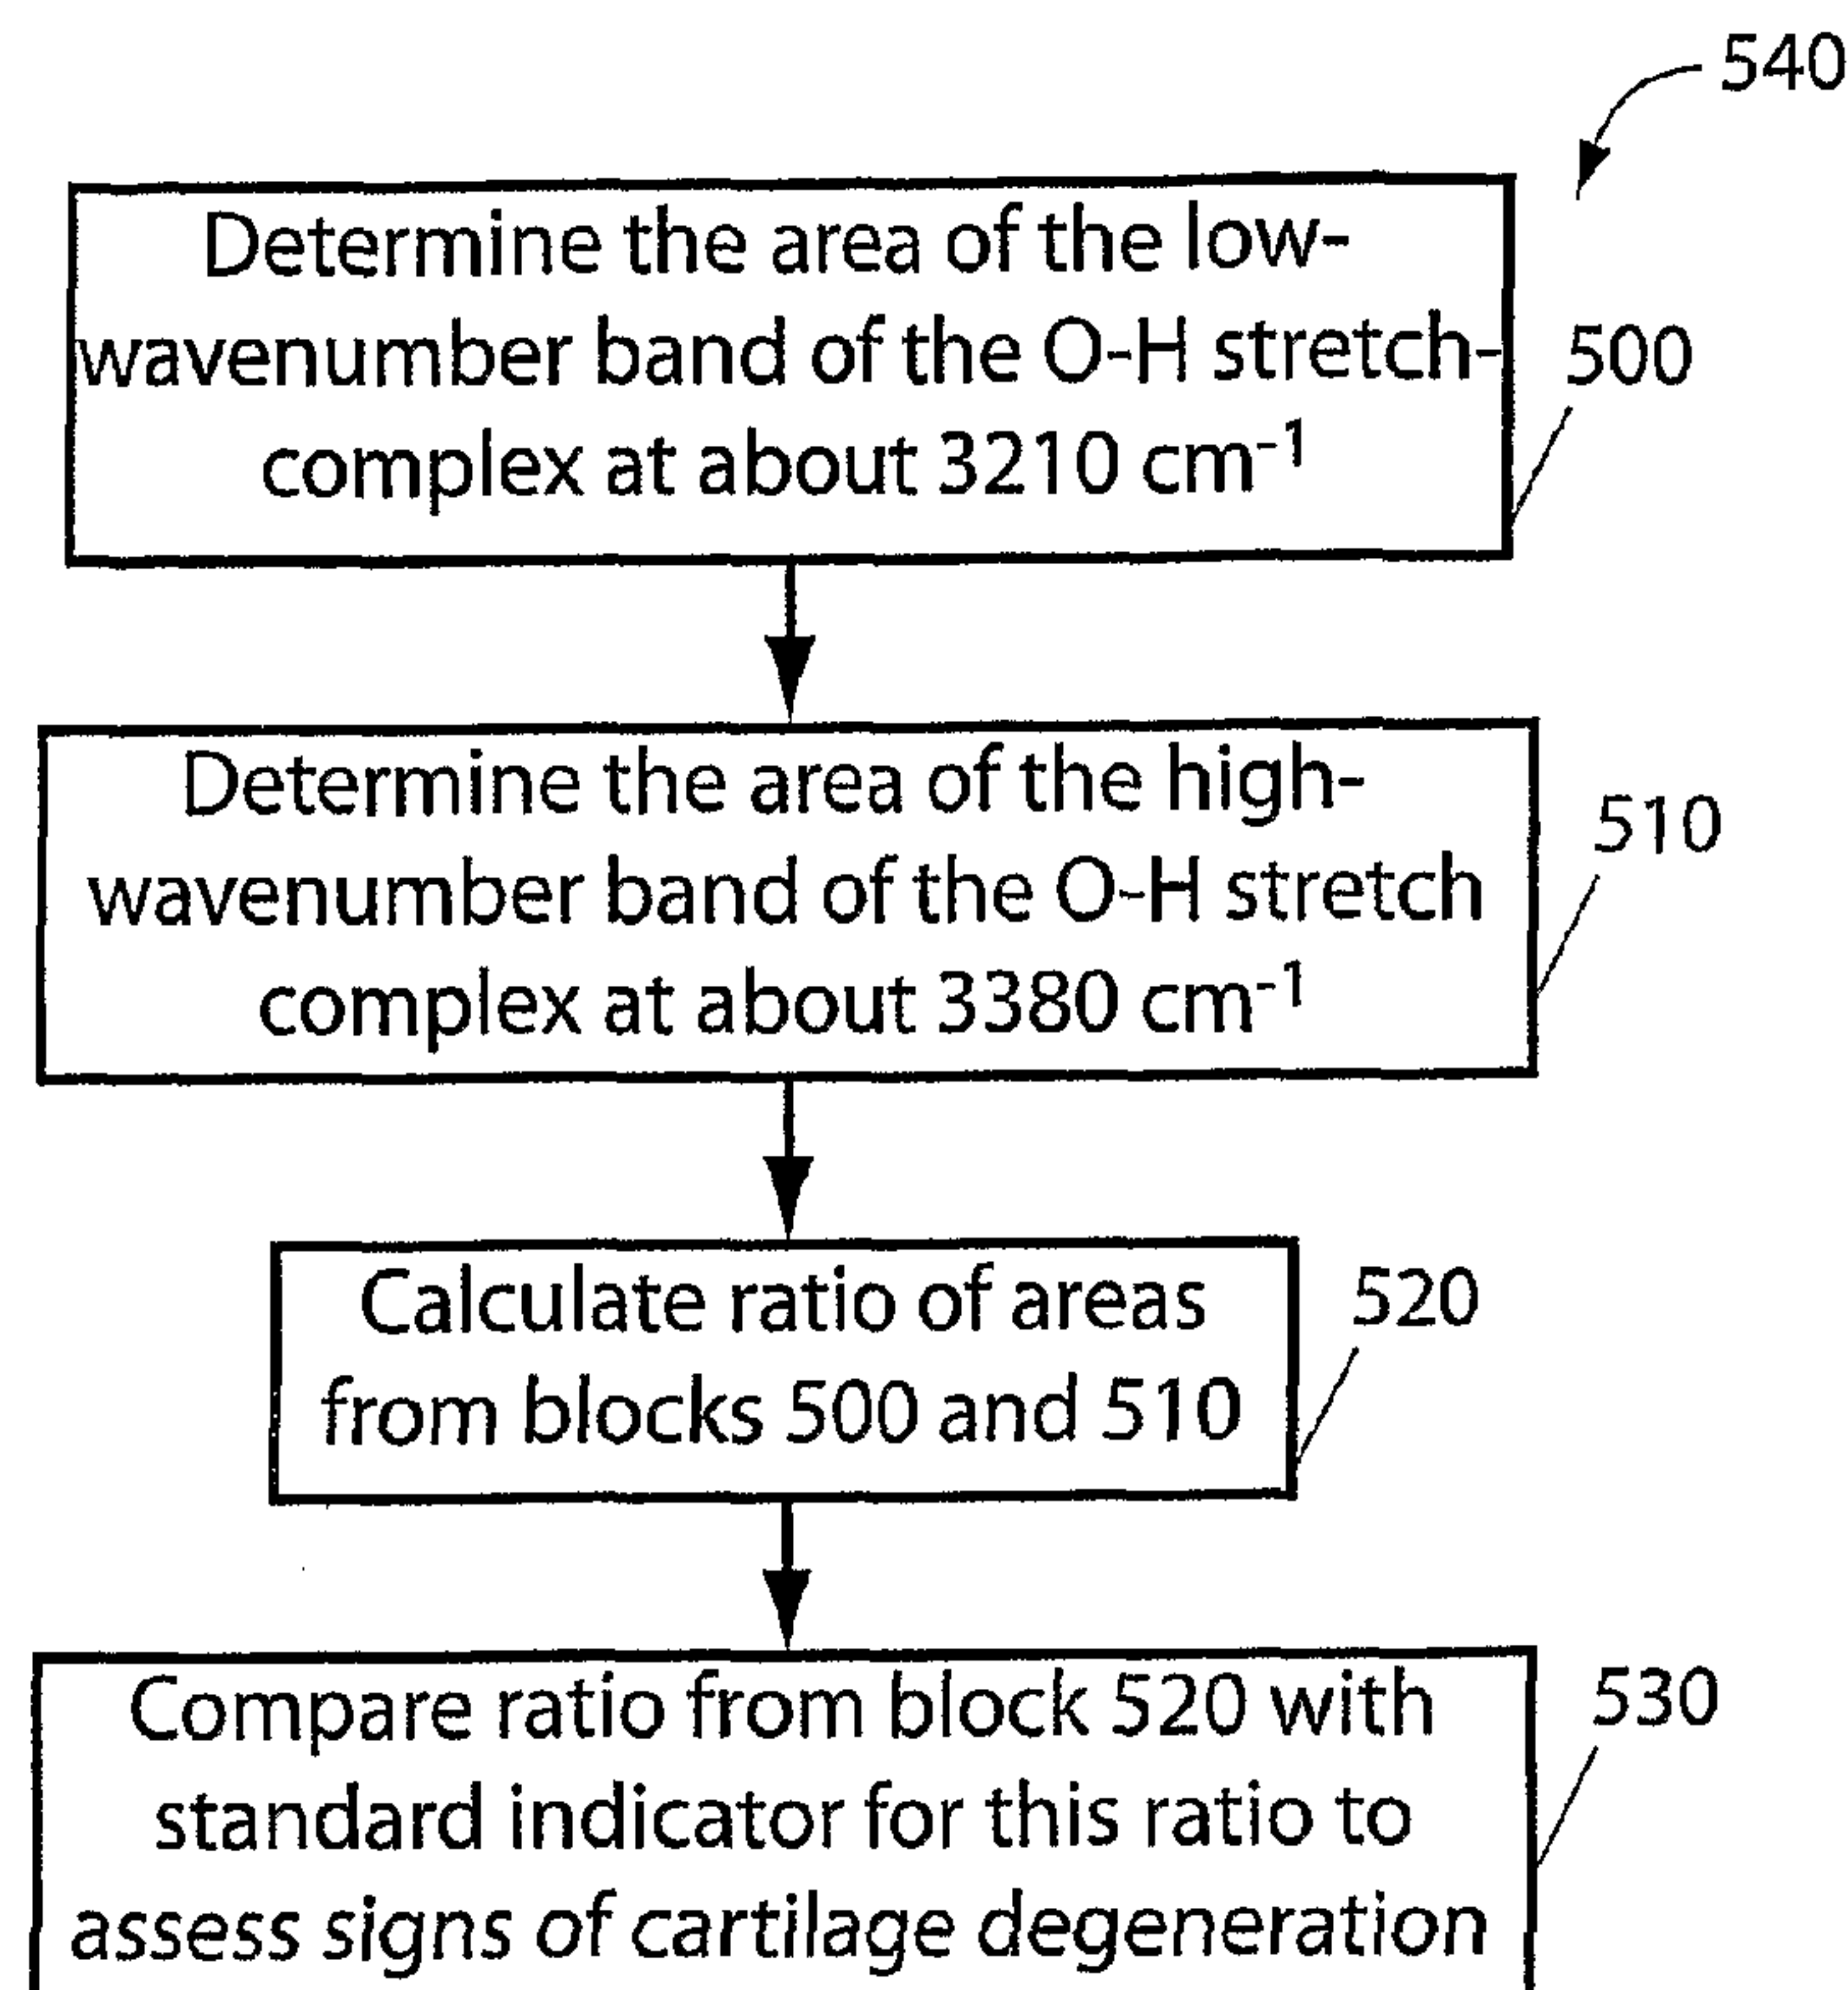 540
Determine the area of the low-
wavenumber band of the O-H stretch-
complex at about 3210 cm⁻¹
500
Determine the area of the high-
wavenumber band of the O-H stretch
complex at about 3380 cm⁻¹
510
Calculate ratio of areas
from blocks 500 and 510
520
Compare ratio from block 520 with
standard indicator for this ratio to
assess signs of cartilage degeneration
530